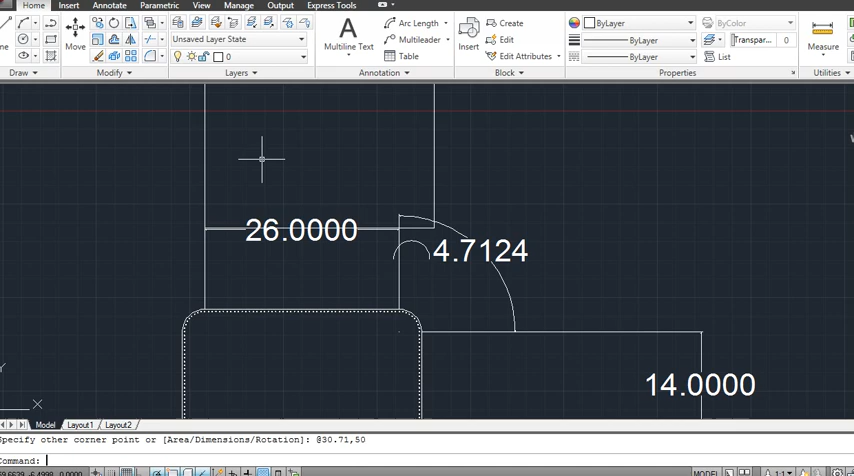 Home Insert Annotate Parametric View Manage Output Express Tools
Arc Length Create ByLayer ByColor
Unsaved Layer State
Move Multiline Text Multileader Insert Edit ByLayer Transpar... 0 Measure
0 Table Edit Attributes ByLayer List
Draw Modify Layers Annotation Block Properties Utilities
26.0000
4.7124
14.0000
X
Model Layout1 Layout2
Specify other corner point or [Area/Dimensions/Rotation]: @30.71,50
Command:
MODEL 1:1